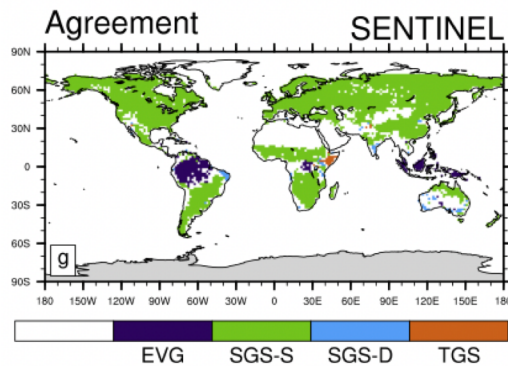 Agreement SENTINEL
90N
60N
30N
0
30S
60S
90S
g
180 150W 120W 90W 60W 30W 0 30E 60E 90E 120E 150E 180
EVG SGS-S SGS-D TGS